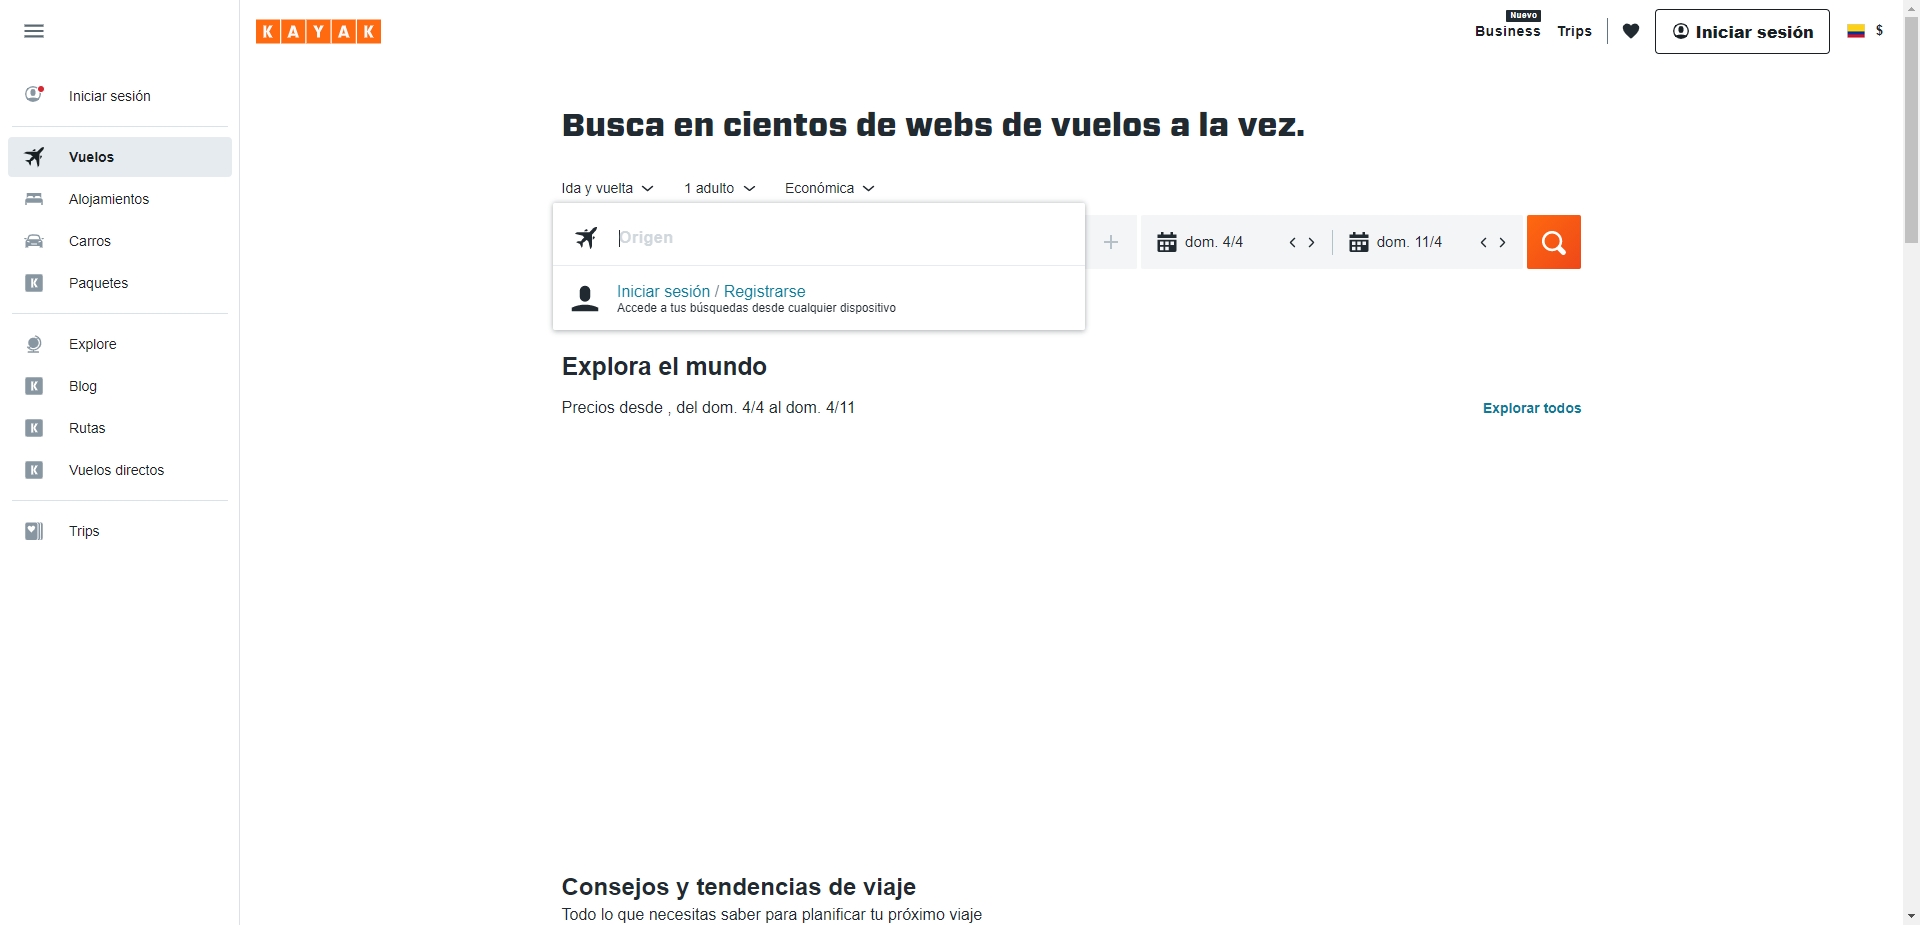 KAYAK
Nuevo
Business
Trips
Iniciar sesión
$
Iniciar sesión
Vuelos
Alojamientos
Carros
K
Paquetes
Explore
K
Blog
K
Rutas
K
Vuelos directos
Trips
Busca en cientos de webs de vuelos a la vez.
Ida y vuelta
1 adulto
Económica
Origen
dom. 4/4
dom. 11/4
Iniciar sesión / Registrarse
Accede a tus búsquedas desde cualquier dispositivo
Explora el mundo
Precios desde , del dom. 4/4 al dom. 4/11
Explorar todos
Consejos y tendencias de viaje
Todo lo que necesitas saber para planificar tu próximo viaje